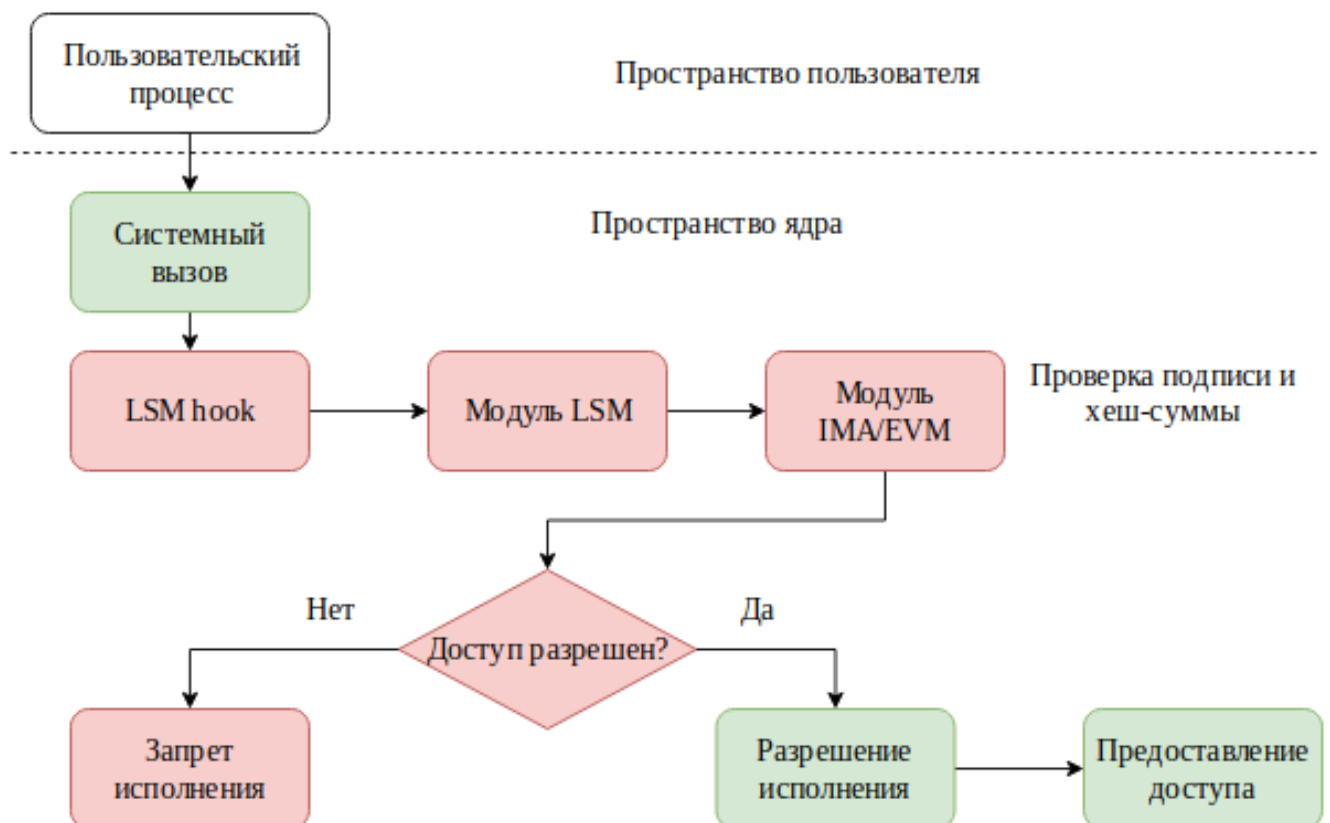 Пользовательский
процесс
Пространство пользователя
Системный
вызов
Пространство ядра
LSM hook
Модуль LSM
Модуль
IMA/EVM
Проверка подписи и
хеш-суммы
Нет
Да
Доступ разрешен?
Запрет
исполнения
Разрешение
исполнения
Предоставление
доступа